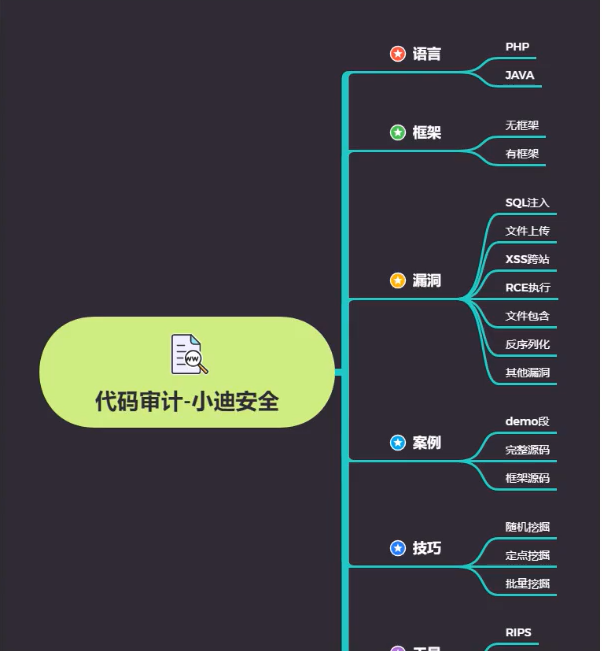 语言
PHP
JAVA
框架
无框架
有框架
漏洞
SQL注入
文件上传
XSS跨站
RCE执行
文件包含
反序列化
其他漏洞
WW
代码审计-小迪安全
案例
demo段
完整源码
框架源码
技巧
随机挖掘
定点挖掘
批量挖掘
RIPS